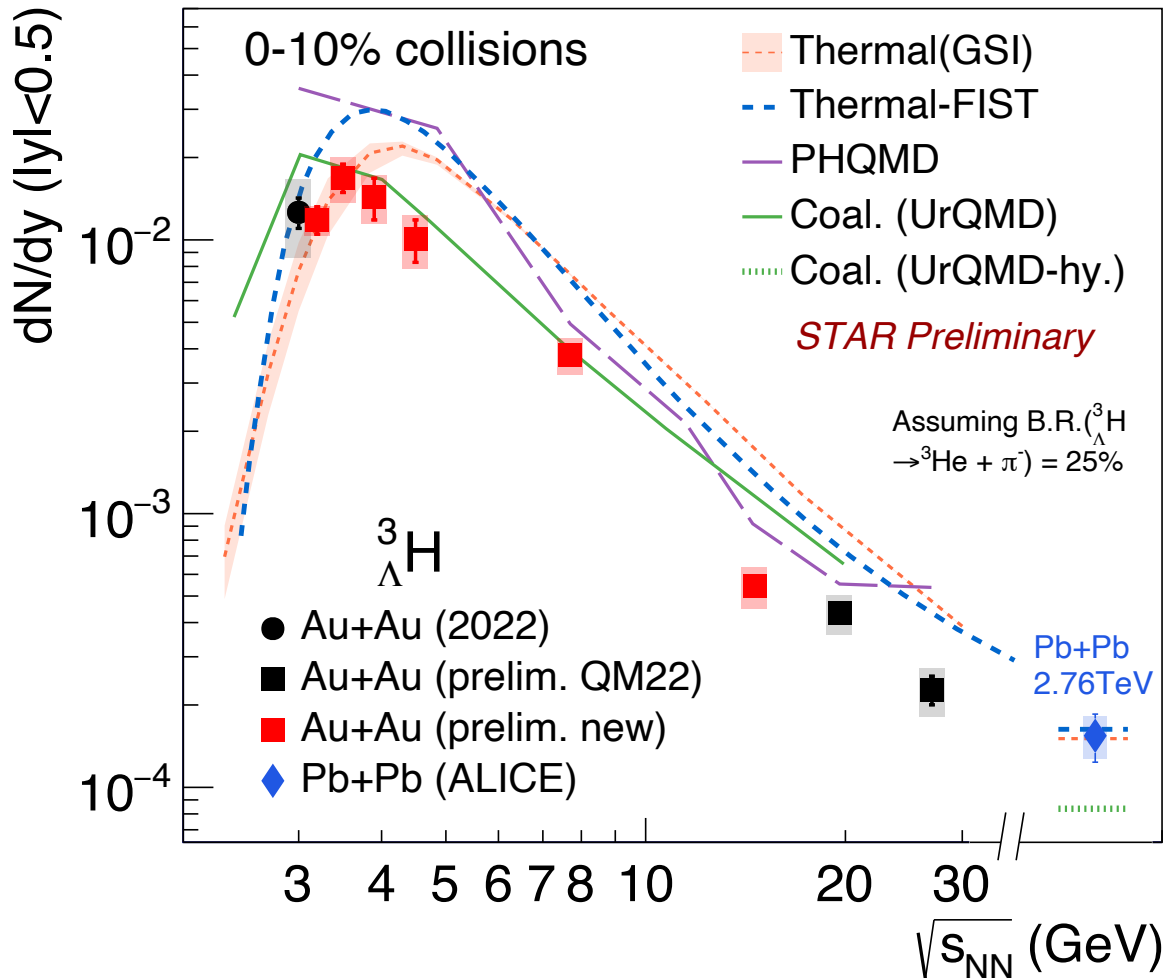 dN/dy (|y|<0.5)
0-10% collisions
Thermal(GSI)
Thermal-FIST
PHQMD
Coal. (UrQMD)
Coal. (UrQMD-hy.)
STAR Preliminary
Assuming B.R.(³ΛH
→³He + π⁻) = 25%
10⁻²
10⁻³
10⁻⁴
³ΛH
Au+Au (2022)
Au+Au (prelim. QM22)
Au+Au (prelim. new)
Pb+Pb (ALICE)
Pb+Pb
2.76TeV
3 4 5 6 7 8 10 20 30
√sNN (GeV)